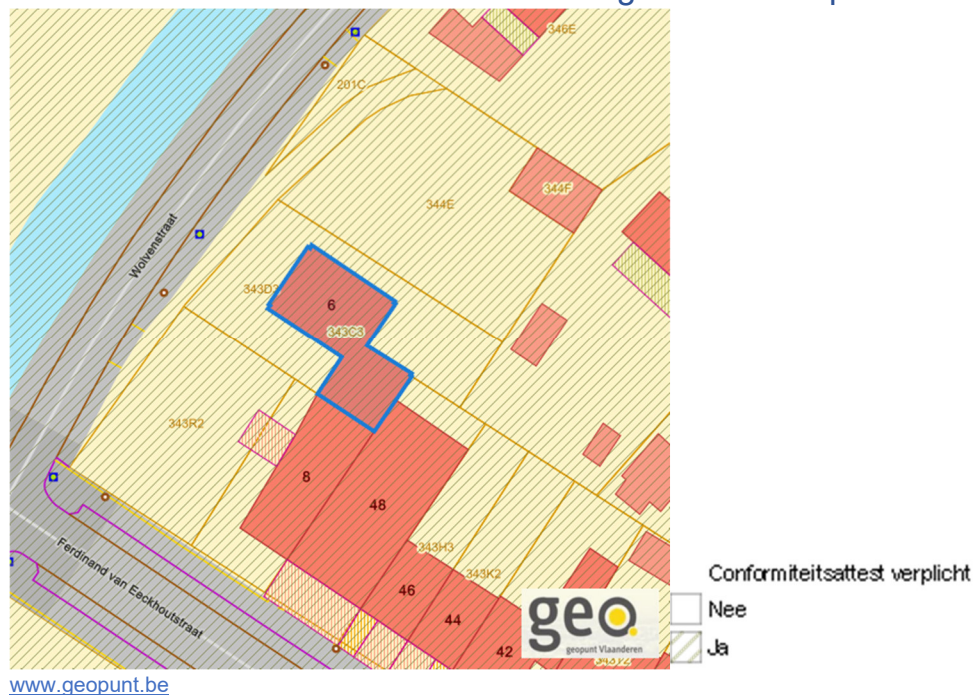 346E
201C
344F
344E
Wolvenstraat
343D3
6
343C3
343R2
8
48
343H3
343K2
46
44
42
Ferdinand van Eeckhoutstraat
geo
geopunt Vlaanderen
Conformiteitsattest verplicht
Nee
Ja
www.geopunt.be